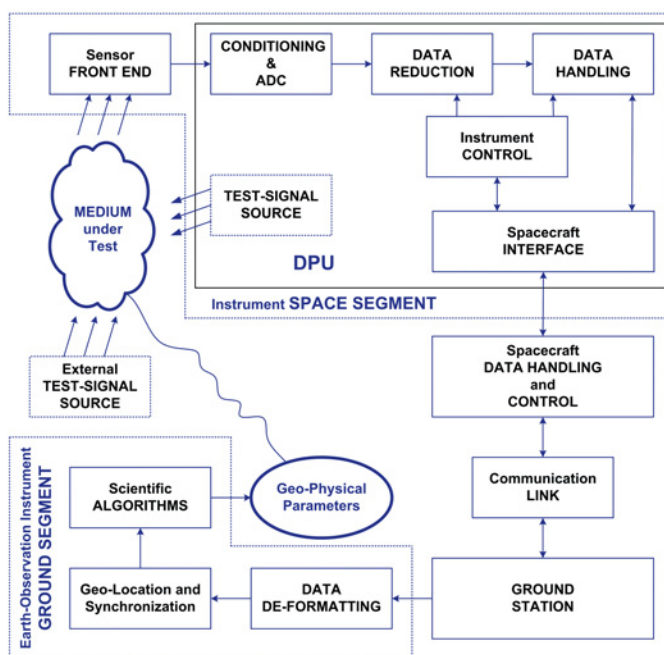 Sensor
FRONT END
CONDITIONING
&
ADC
DATA
REDUCTION
DATA
HANDLING
Instrument
CONTROL
MEDIUM
under
Test
TEST-SIGNAL
SOURCE
Spacecraft
INTERFACE
DPU
Instrument SPACE SEGMENT
External
TEST-SIGNAL
SOURCE
Spacecraft
DATA HANDLING
and
CONTROL
Earth-Observation Instrument
GROUND SEGMENT
Scientific
ALGORITHMS
Geo-Physical
Parameters
Communication
LINK
Geo-Location and
Synchronization
DATA
DE-FORMATTING
GROUND
STATION